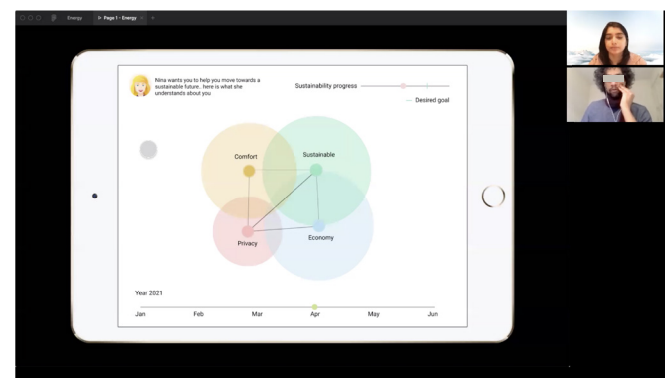 Energy
Page 1 - Energy
Nina wants you to help you move towards a
sustainable future.. here is what she
understands about you
Sustainability progress
Desired goal
Comfort
Sustainable
Privacy
Economy
Year 2021
Jan Feb Mar Apr May Jun